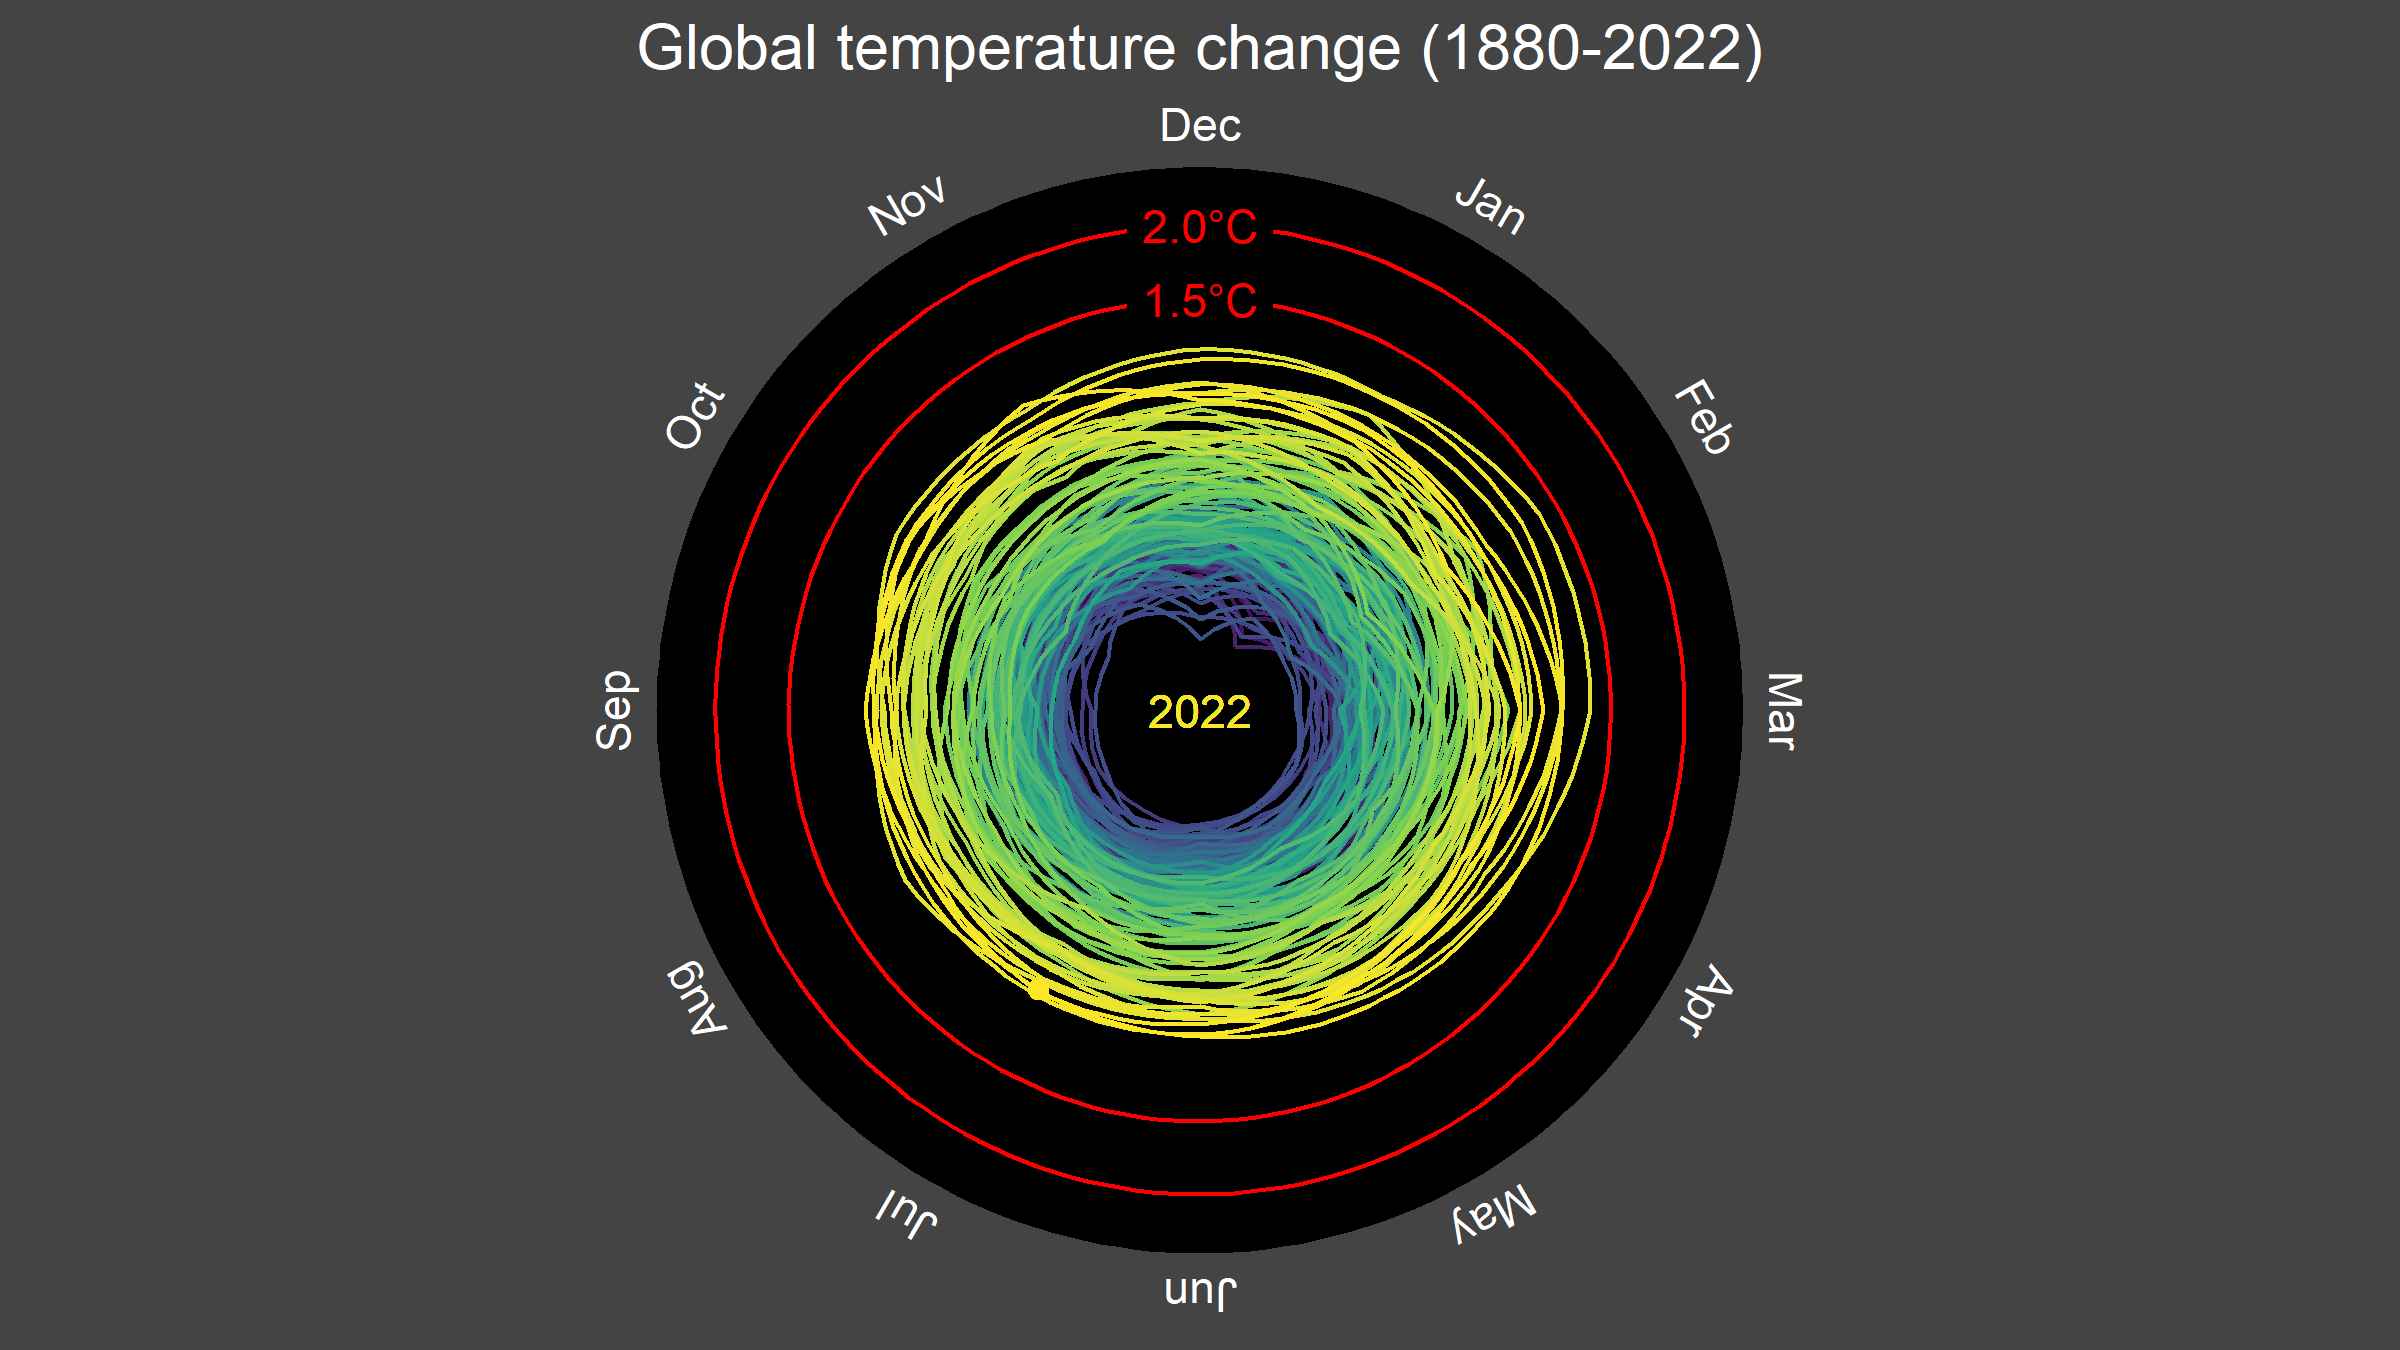 Global temperature change (1880-2022)
Dec
Jan
Feb
Mar
Apr
May
Jun
Jul
Aug
Sep
Oct
Nov
2.0°C
1.5°C
2022